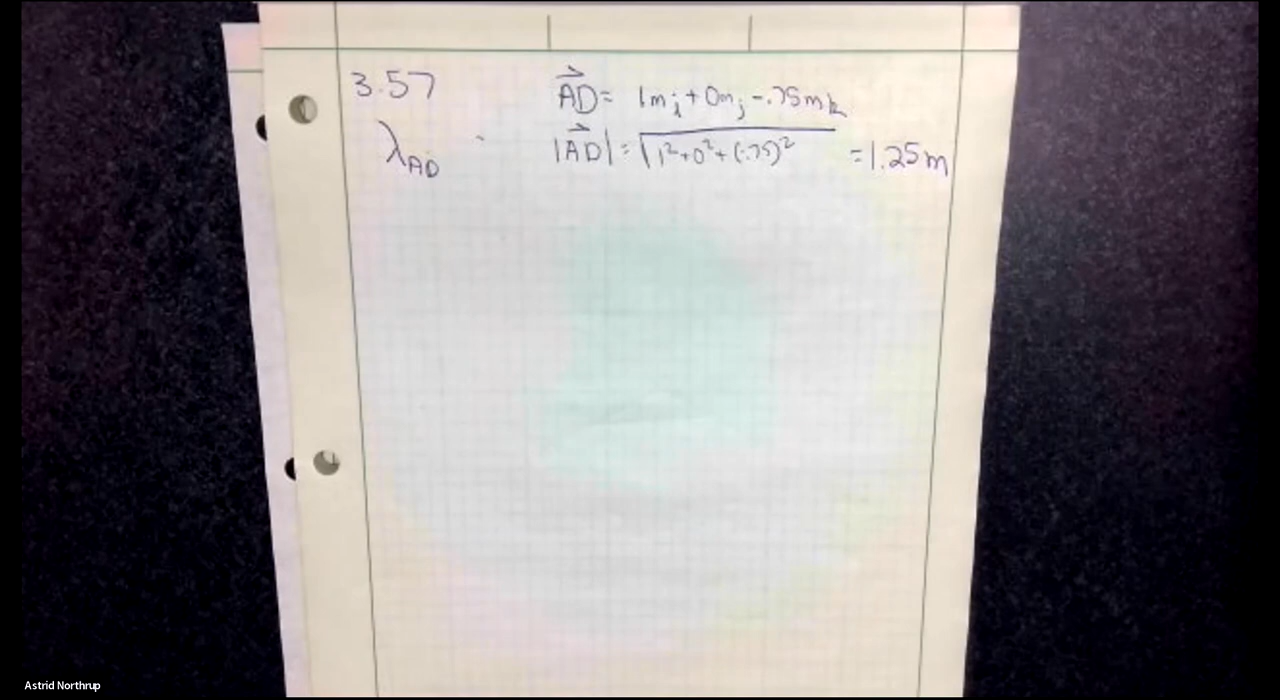 3.57
AD = 1m i + 0m j - .75m k
λAD
|AD| = √1² + 0² + (.75)² = 1.25m
Astrid Northrup